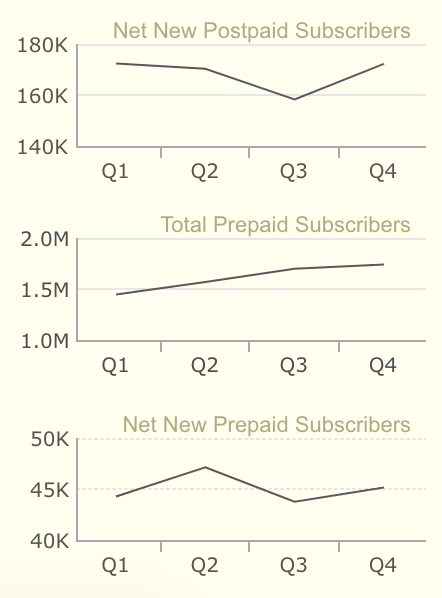 Net New Postpaid Subscribers
180K
160K
140K
Q1 Q2 Q3 Q4
Total Prepaid Subscribers
2.0M
1.5M
1.0M
Q1 Q2 Q3 Q4
Net New Prepaid Subscribers
50K
45K
40K
Q1 Q2 Q3 Q4